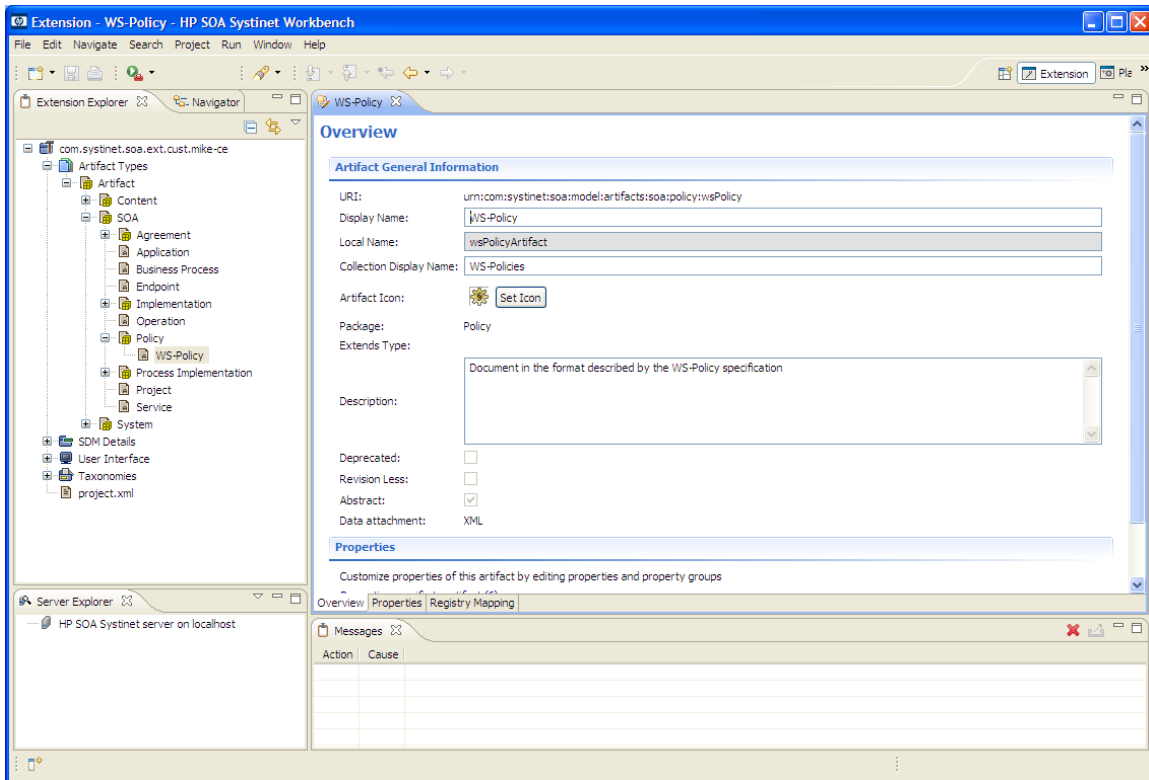 Extension - WS-Policy - HP SOA Systinet Workbench
File Edit Navigate Search Project Run Window Help
Extension
Pla
»
Extension Explorer
Navigator
com.systinet.soa.ext.cust.mike-ce
Artifact Types
Artifact
Content
SOA
Agreement
Application
Business Process
Endpoint
Implementation
Operation
Policy
WS-Policy
Process Implementation
Project
Service
System
SDM Details
User Interface
Taxonomies
project.xml
WS-Policy
Overview
Artifact General Information
URI: urn:com:systinet:soa:model:artifacts:soa:policy:wsPolicy
Display Name: WS-Policy
Local Name: wsPolicyArtifact
Collection Display Name: WS-Policies
Artifact Icon: Set Icon
Package: Policy
Extends Type:
Description: Document in the format described by the WS-Policy specification
Deprecated:
Revision Less:
Abstract:
Data attachment: XML
Properties
Customize properties of this artifact by editing properties and property groups
Overview Properties Registry Mapping
Server Explorer
HP SOA Systinet server on localhost
Messages
Action Cause